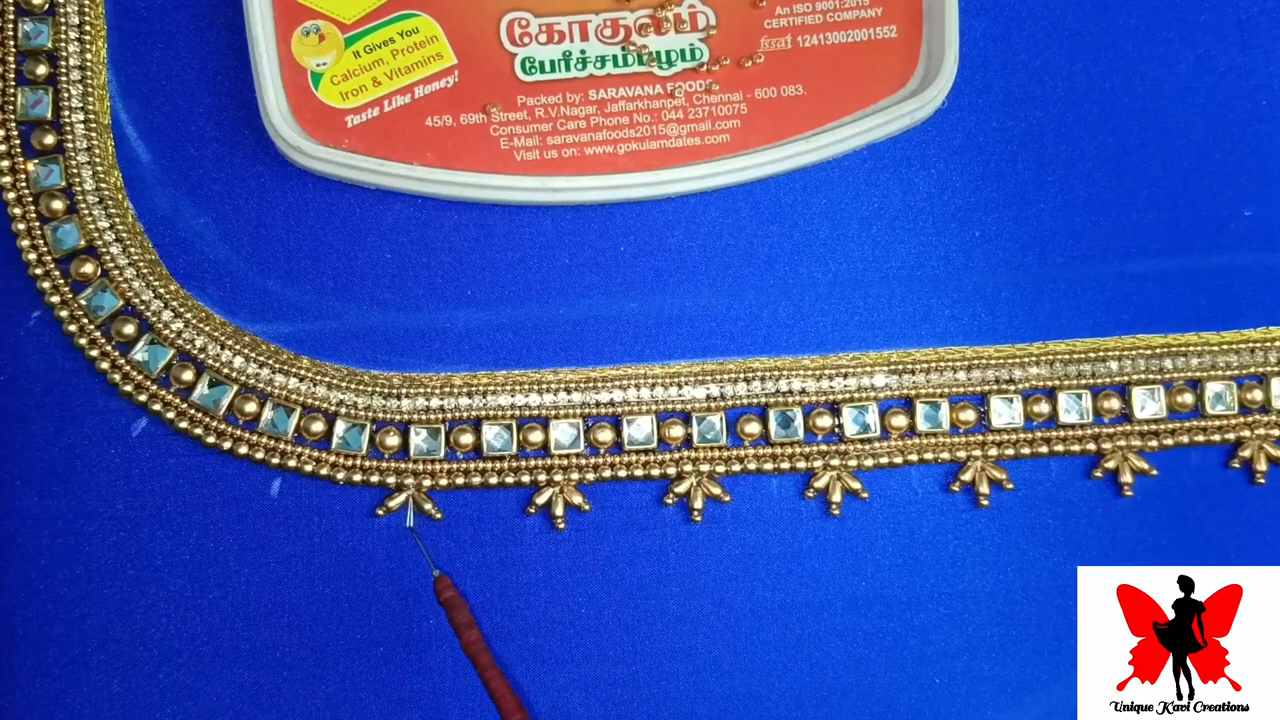 It Gives You
Calcium, Protein
Iron & Vitamins
Taste Like Honey!
கோகுலம்
பேரீச்சம்பழம்
An ISO 9001:2015
CERTIFIED COMPANY
fssai 12413002001552
Packed by: SARAVANA FOODS
45/9, 69th Street, R.V.Nagar, Jaffarkhanpet, Chennai - 600 083.
Consumer Care Phone No.: 044 23710075
E-Mail: saravanafoods2015@gmail.com
Visit us on: www.gokulamdates.com
Unique Kavi Creations